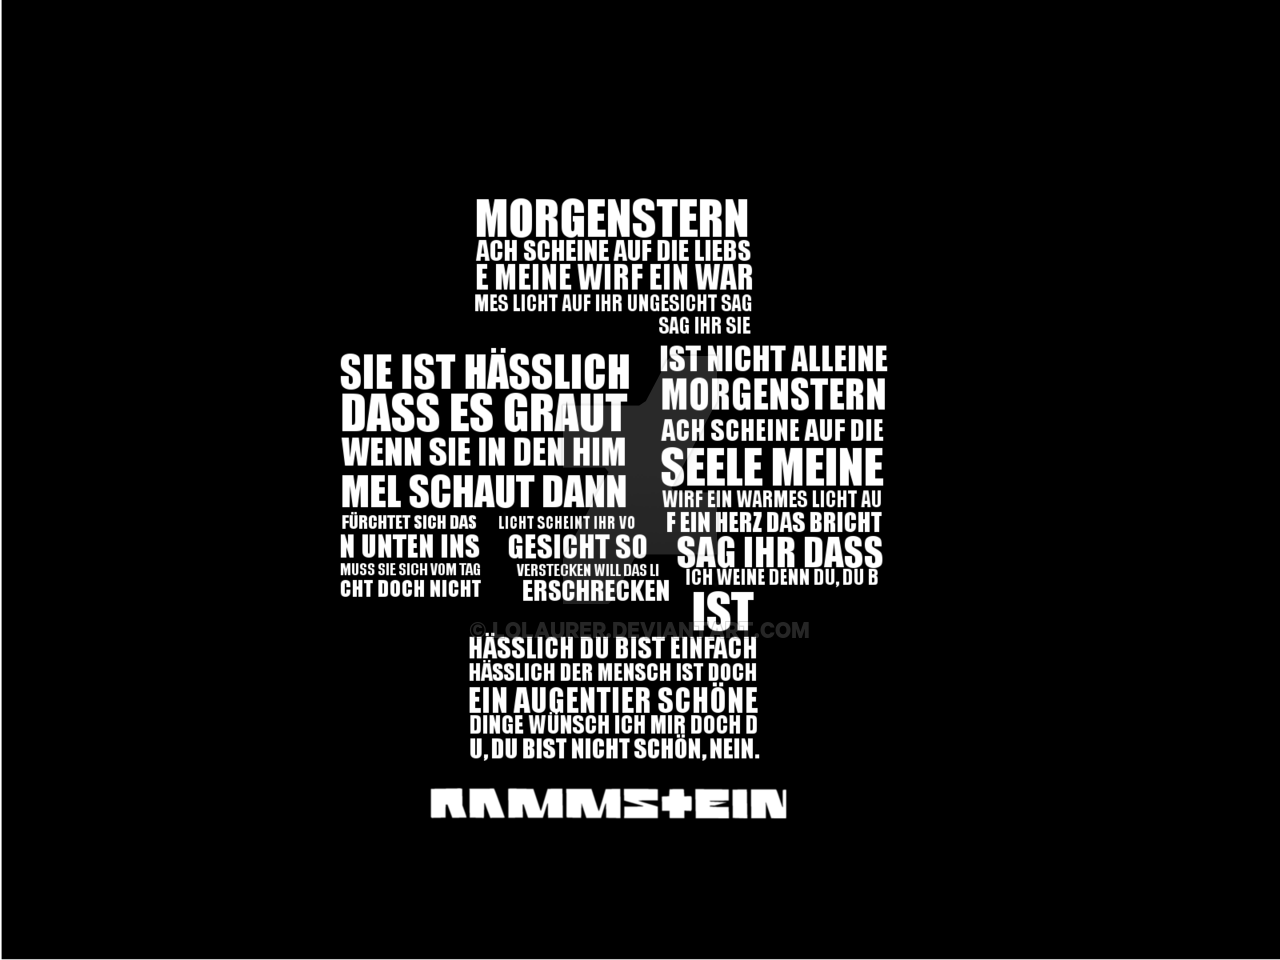 MORGENSTERN
ACH SCHEINE AUF DIE LIEBS
E MEINE WIRF EIN WAR
MES LICHT AUF IHR UNGESICHT SAG
SAG IHR SIE
SIE IST HÄSSLICH
DASS ES GRAUT
WENN SIE IN DEN HIM
MEL SCHAUT DANN
FÜRCHTET SICH DAS LICHT SCHEINT IHR VO
N UNTEN INS GESICHT SO
MUSS SIE SICH VOM TAG VERSTECKEN WILL DAS LI
CHT DOCH NICHT ERSCHRECKEN
IST NICHT ALLEINE
MORGENSTERN
ACH SCHEINE AUF DIE
SEELE MEINE
WIRF EIN WARMES LICHT AU
F EIN HERZ DAS BRICHT
SAG IHR DASS
ICH WEINE DENN DU, DU B
IST
© LOLAURER.DEVIANTART.COM
HÄSSLICH DU BIST EINFACH
HÄSSLICH DER MENSCH IST DOCH
EIN AUGENTIER SCHÖNE
DINGE WÜNSCH ICH MIR DOCH D
U, DU BIST NICHT SCHÖN, NEIN.
RAMMSTEIN